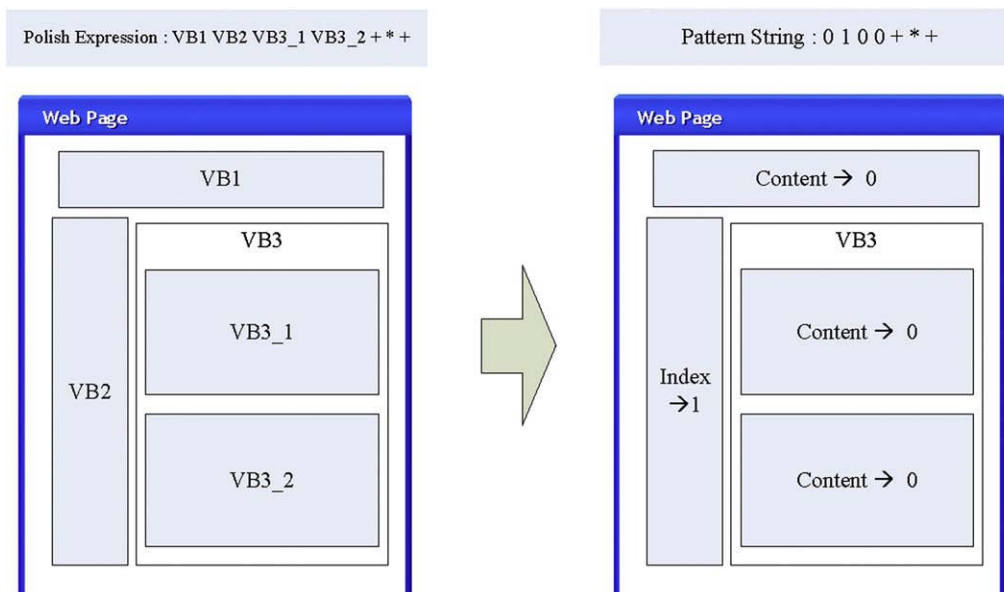 Polish Expression : VB1 VB2 VB3_1 VB3_2 + * +
Web Page
VB1
VB2
VB3
VB3_1
VB3_2
Pattern String : 0 1 0 0 + * +
Web Page
Content → 0
Index
→1
VB3
Content → 0
Content → 0